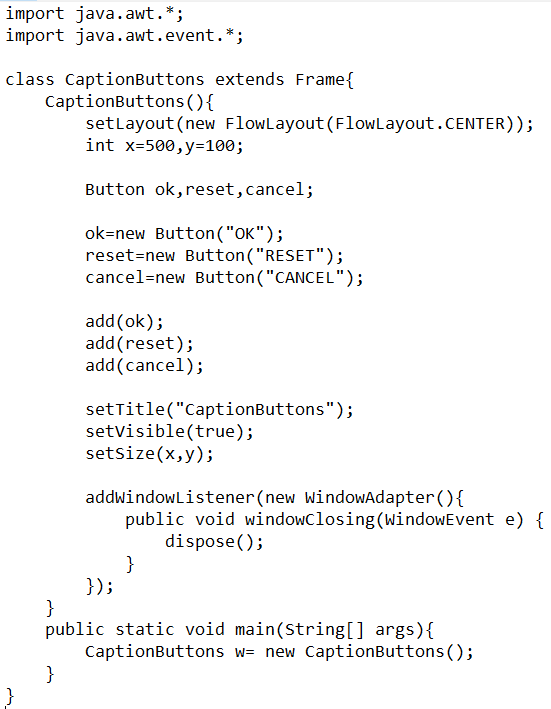 import java.awt.*;
import java.awt.event.*;

class CaptionButtons extends Frame{
    CaptionButtons(){
        setLayout(new FlowLayout(FlowLayout.CENTER));
        int x=500,y=100;

        Button ok,reset,cancel;

        ok=new Button("OK");
        reset=new Button("RESET");
        cancel=new Button("CANCEL");

        add(ok);
        add(reset);
        add(cancel);

        setTitle("CaptionButtons");
        setVisible(true);
        setSize(x,y);

        addWindowListener(new WindowAdapter(){
            public void windowClosing(WindowEvent e) {
                dispose();
            }
        });
    }
    public static void main(String[] args){
        CaptionButtons w= new CaptionButtons();
    }
}